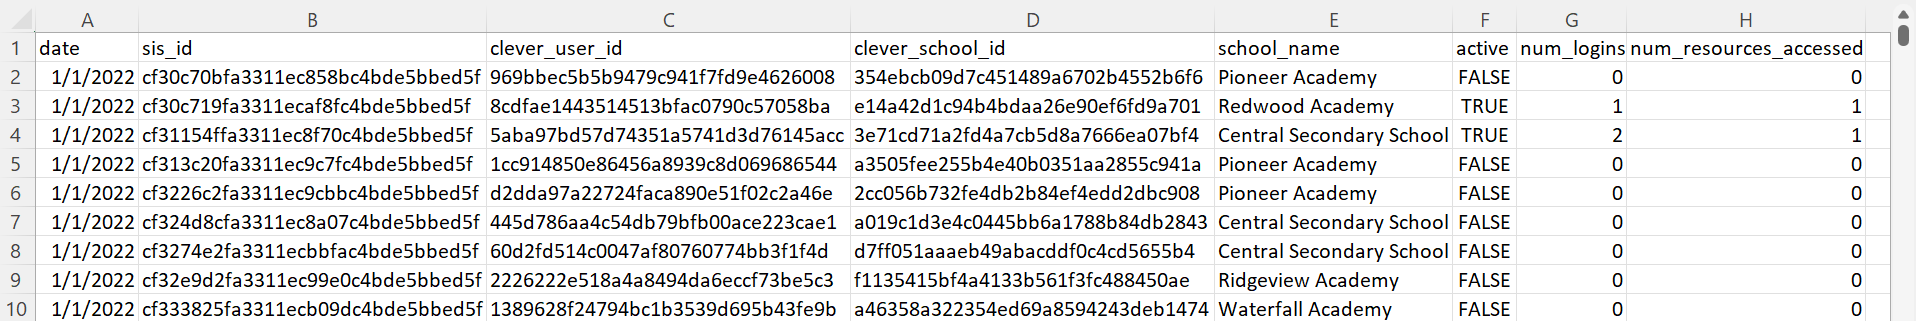 A B C D E F G H
1 date sis_id clever_user_id clever_school_id school_name active num_logins num_resources_accessed
2 1/1/2022 cf30c70bfa3311ec858bc4bde5bbed5f 969bbec5b5b9479c941f7fd9e4626008 354ebcb09d7c451489a6702b4552b6f6 Pioneer Academy FALSE 0 0
3 1/1/2022 cf30c719fa3311ecaf8fc4bde5bbed5f 8cdfae1443514513bfac0790c57058ba e14a42d1c94b4bdaa26e90ef6fd9a701 Redwood Academy TRUE 1 1
4 1/1/2022 cf31154ffa3311ec8f70c4bde5bbed5f 5aba97bd57d74351a5741d3d76145acc 3e71cd71a2fd4a7cb5d8a7666ea07bf4 Central Secondary School TRUE 2 1
5 1/1/2022 cf313c20fa3311ec9c7fc4bde5bbed5f 1cc914850e86456a8939c8d069686544 a3505fee255b4e40b0351aa2855c941a Pioneer Academy FALSE 0 0
6 1/1/2022 cf3226c2fa3311ec9cbbc4bde5bbed5f d2dda97a22724faca890e51f02c2a46e 2cc056b732fe4db2b84ef4edd2dbc908 Pioneer Academy FALSE 0 0
7 1/1/2022 cf324d8cfa3311ec8a07c4bde5bbed5f 445d786aa4c54db79bfb00ace223cae1 a019c1d3e4c0445bb6a1788b84db2843 Central Secondary School FALSE 0 0
8 1/1/2022 cf3274e2fa3311ecbbfac4bde5bbed5f 60d2fd514c0047af80760774bb3f1f4d d7ff051aaaeb49abacddf0c4cd5655b4 Central Secondary School FALSE 0 0
9 1/1/2022 cf32e9d2fa3311ec99e0c4bde5bbed5f 2226222e518a4a8494da6eccf73be5c3 f1135415bf4a4133b561f3fc488450ae Ridgeview Academy FALSE 0 0
10 1/1/2022 cf333825fa3311ecb09dc4bde5bbed5f 1389628f24794bc1b3539d695b43fe9b a46358a322354ed69a8594243deb1474 Waterfall Academy FALSE 0 0